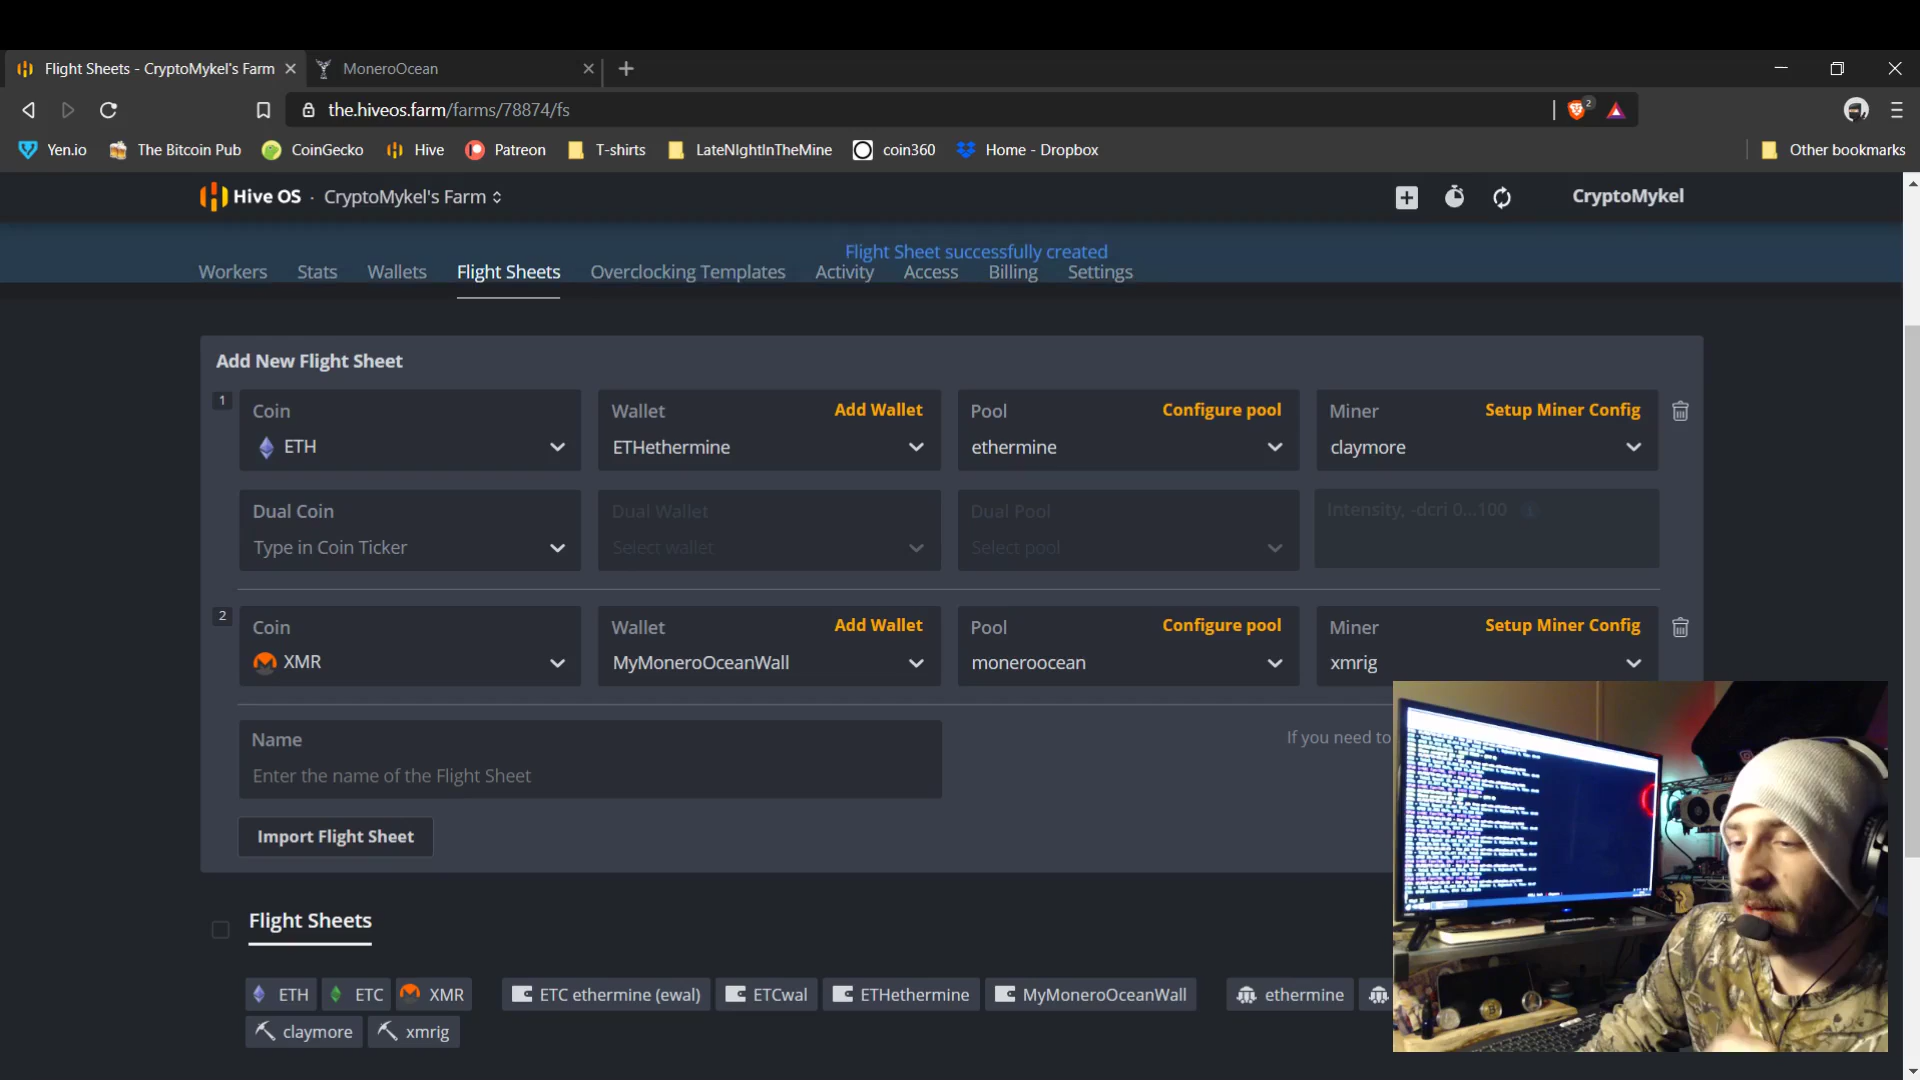 Flight Sheets - CryptoMykel's Farm
MoneroOcean
the.hiveos.farm/farms/78874/fs
2
Yen.io The Bitcoin Pub CoinGecko Hive Patreon T-shirts LateNIghtInTheMine coin360 Home - Dropbox Other bookmarks
Hive OS · CryptoMykel's Farm
CryptoMykel
Flight Sheet successfully created
Workers Stats Wallets Flight Sheets Overclocking Templates Activity Access Billing Settings
Add New Flight Sheet
1 Coin Wallet Add Wallet Pool Configure pool Miner Setup Miner Config
ETH ETHethermine ethermine claymore
Dual Coin Dual Wallet Dual Pool Intensity, -dcri 0...100
Type in Coin Ticker Select wallet Select pool
2 Coin Wallet Add Wallet Pool Configure pool Miner Setup Miner Config
XMR MyMoneroOceanWall moneroocean xmrig
Name
If you need to
Enter the name of the Flight Sheet
Import Flight Sheet
Flight Sheets
ETH ETC XMR ETC ethermine (ewal) ETCwal ETHethermine MyMoneroOceanWall ethermine
claymore xmrig